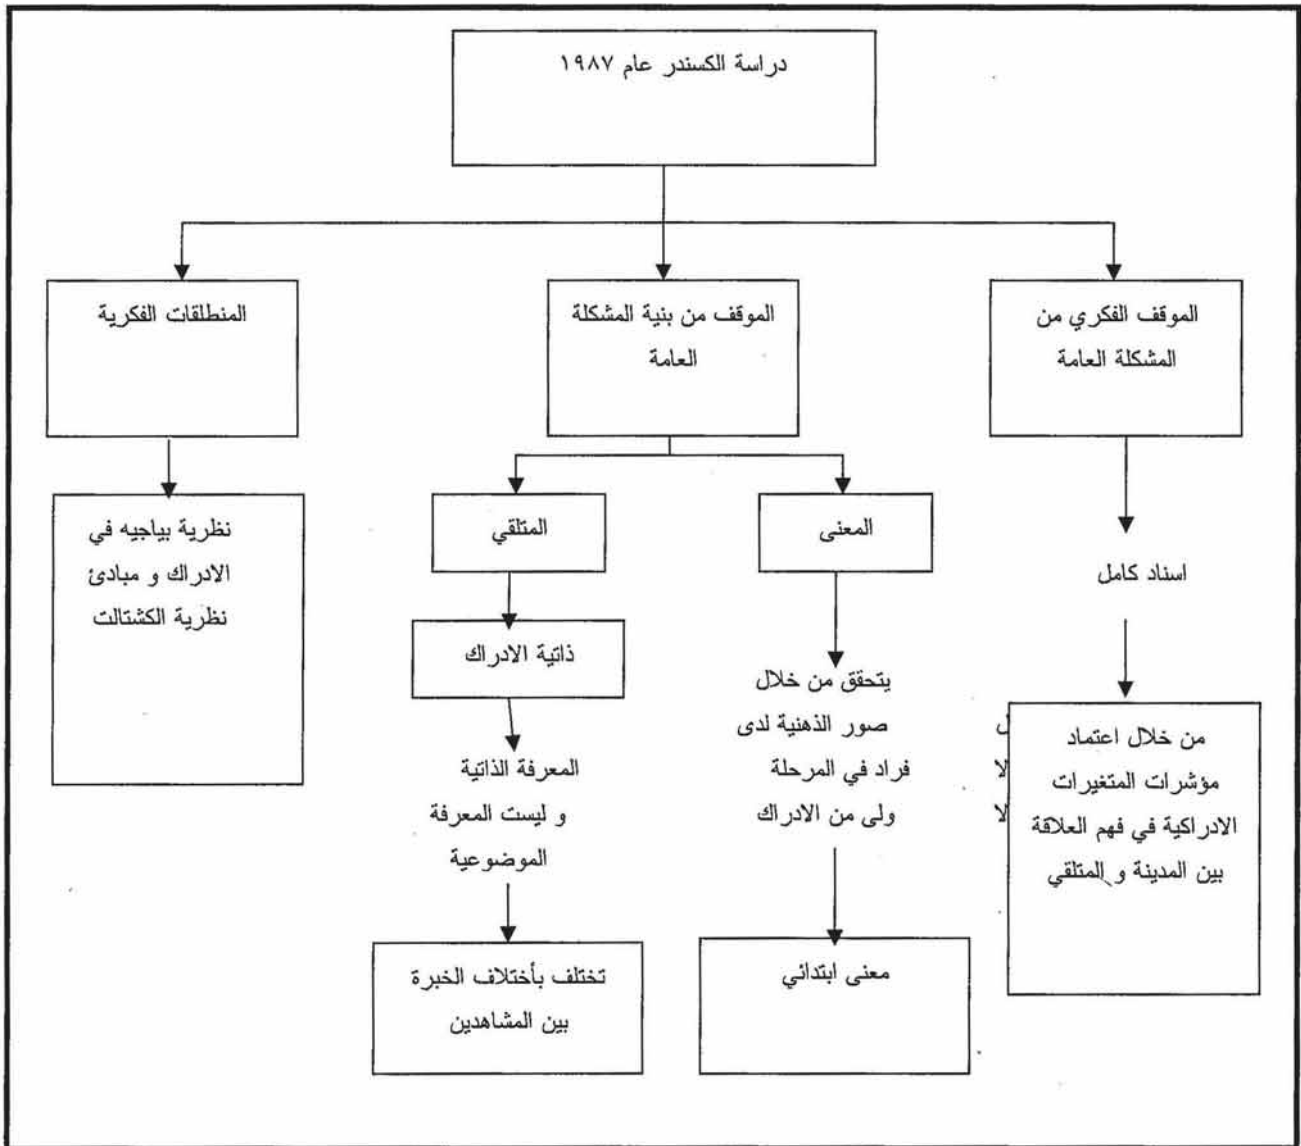 دراسة الكسندر عام ١٩٨٧
الموقف الفكري من
المشكلة العامة
الموقف من بنية المشكلة
العامة
المنطلقات الفكرية
اسناد كامل
من خلال اعتماد
مؤشرات المتغيرات
الادراكية في فهم العلاقة
بين المدينة و المتلقي
المعنى
يتحقق من خلال
صور الذهنية لدى
فراد في المرحلة
ولى من الادراك
معنى ابتدائي
المتلقي
ذاتية الادراك
المعرفة الذاتية
و ليست المعرفة
الموضوعية
تختلف بأختلاف الخبرة
بين المشاهدين
نظرية بياجيه في
الادراك و مبادئ
نظرية الكشتالت